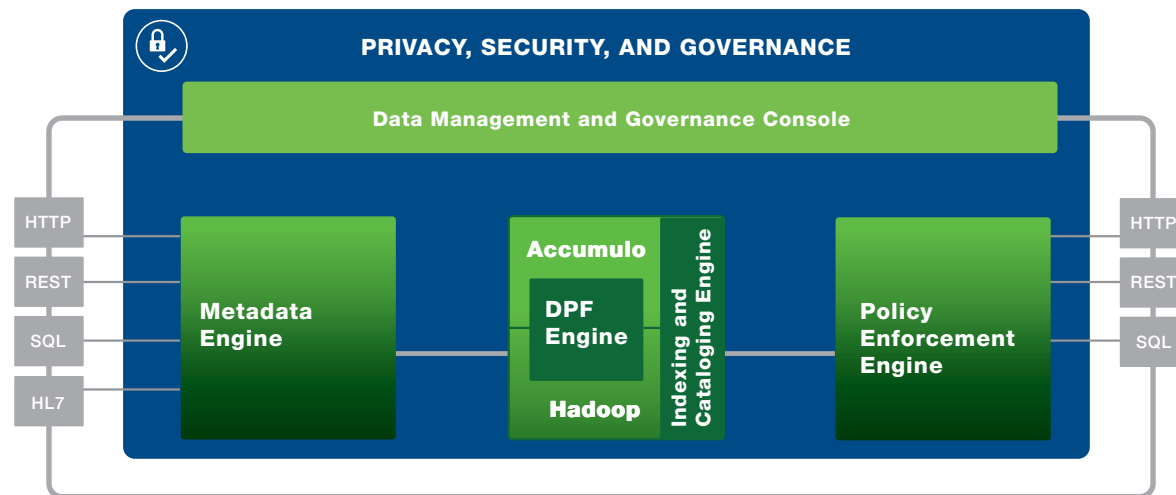 PRIVACY, SECURITY, AND GOVERNANCE
Data Management and Governance Console
HTTP
REST
SQL
HL7
Metadata
Engine
Accumulo
DPF
Engine
Hadoop
Indexing and
Cataloging Engine
Policy
Enforcement
Engine
HTTP
REST
SQL